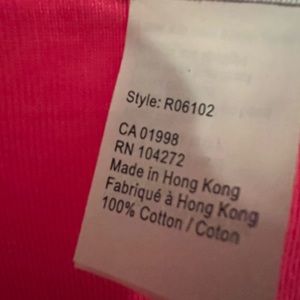 Style: R06102
CA 01998
RN 104272
Made in Hong Kong
Fabriqué à Hong Kong
100% Cotton / Coton